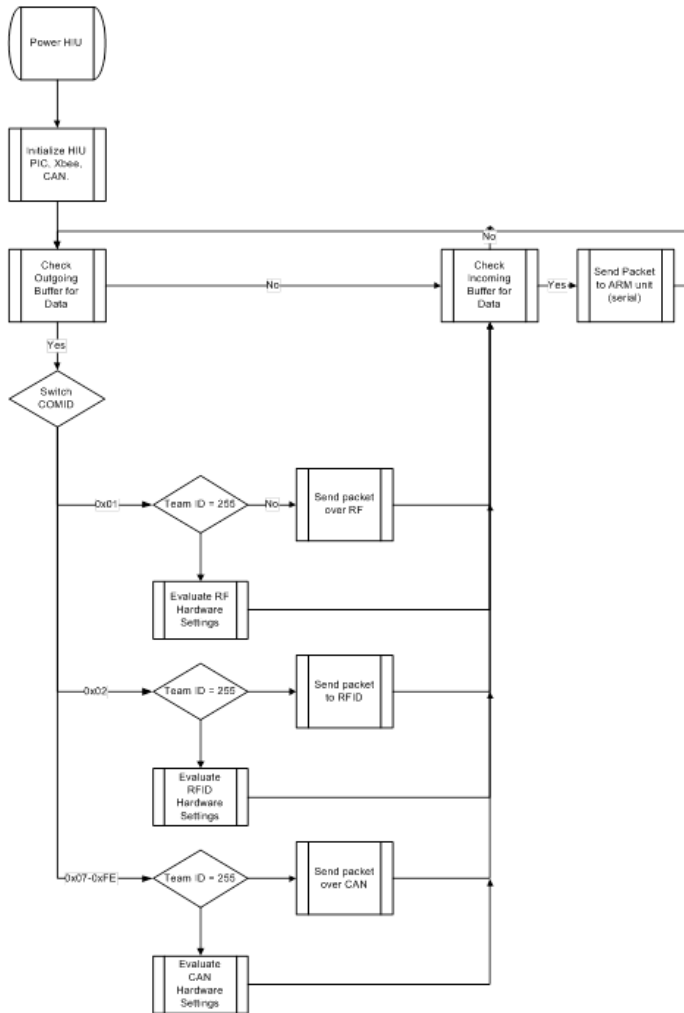 Power HIU
Initialize HIU
PIC, Xbee,
CAN.
No
Check
Outgoing
Buffer for
Data
No
Check
Incoming
Buffer for
Data
Yes
Send Packet
to ARM unit
(serial)
Yes
Switch
COMID
0x01
Team ID = 255
No
Send packet
over RF
Evaluate RF
Hardware
Settings
0x02
Team ID = 255
Send packet
to RFID
Evaluate
RFID
Hardware
Settings
0x07-0xFE
Team ID = 255
Send packet
over CAN
Evaluate
CAN
Hardware
Settings